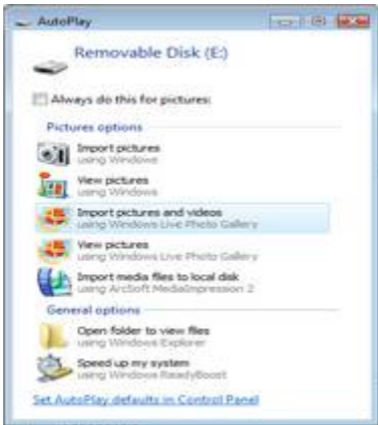 AutoPlay
Removable Disk (E:)
Always do this for pictures:
Pictures options
Import pictures
using Windows
View pictures
using Windows
Import pictures and videos
using Windows Live Photo Gallery
View pictures
using Windows Live Photo Gallery
Import media files to local disk
using ArcSoft MediaImpression 2
General options
Open folder to view files
using Windows Explorer
Speed up my system
using Windows ReadyBoost
Set AutoPlay defaults in Control Panel